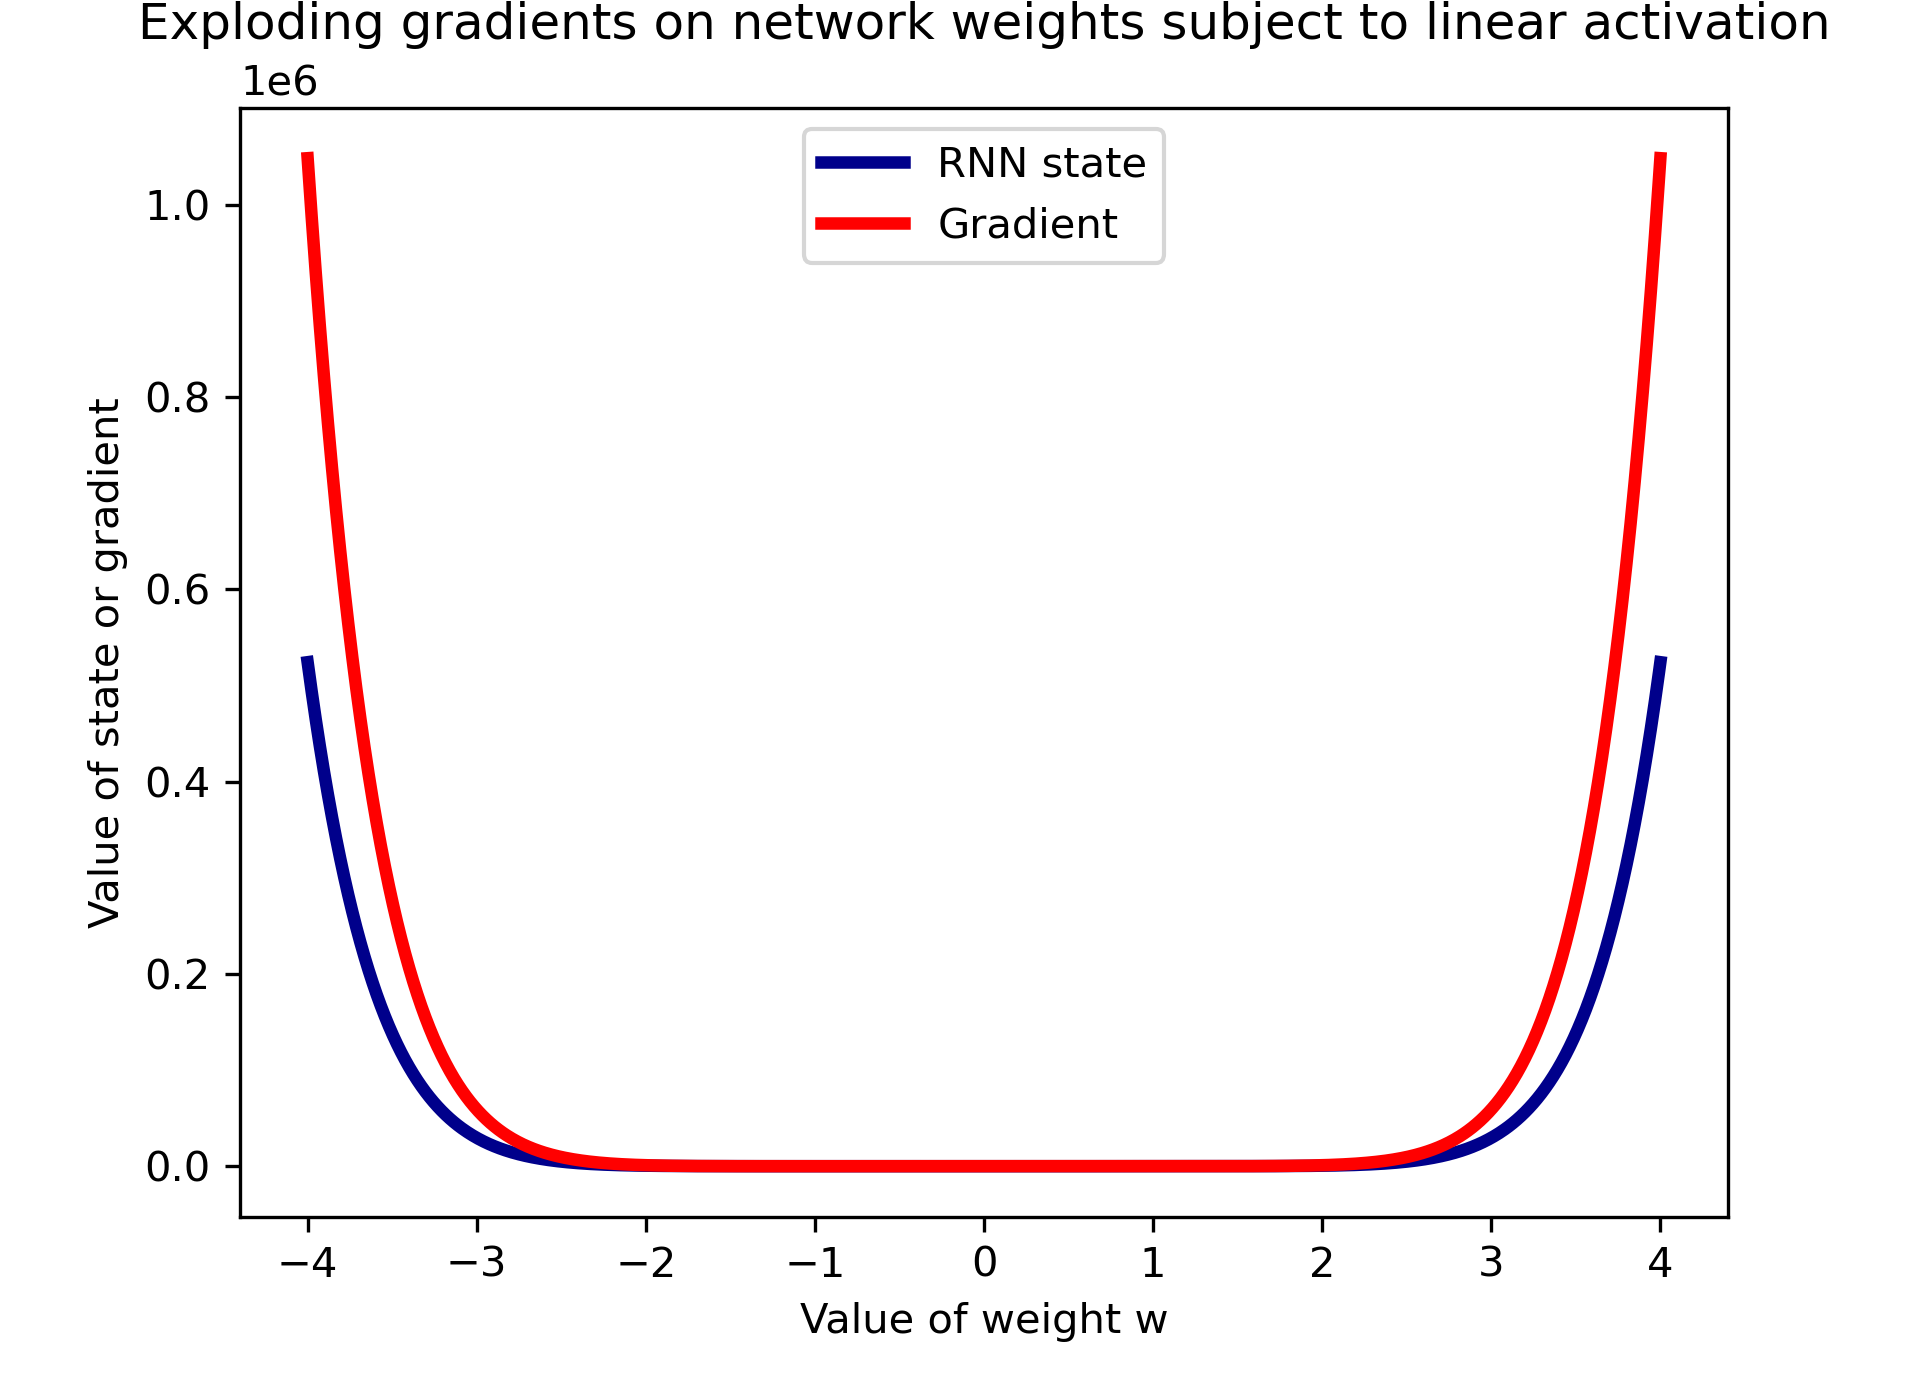 Exploding gradients on network weights subject to linear activation
1e6
RNN state
Gradient
1.0
0.8
0.6
0.4
0.2
0.0
Value of state or gradient
−4 −3 −2 −1 0 1 2 3 4
Value of weight w